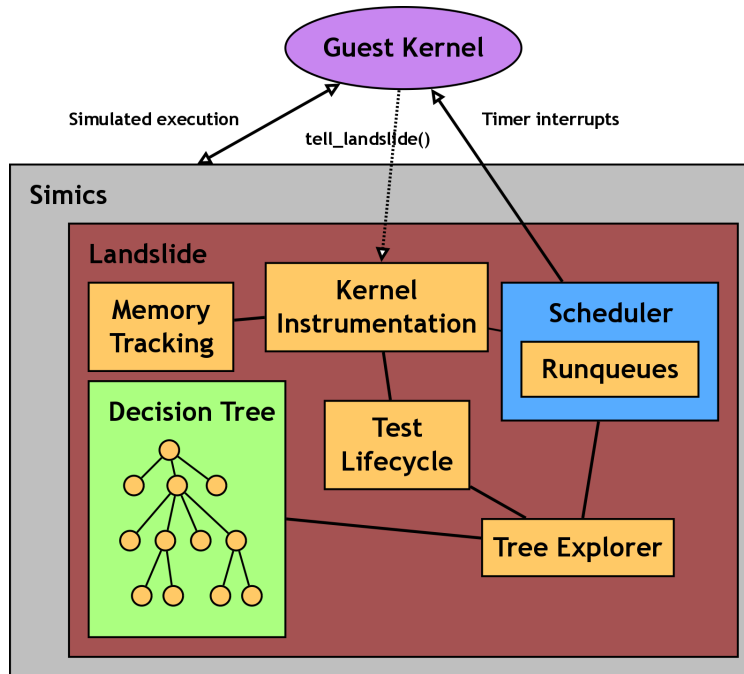 Guest Kernel
Simulated execution
Timer interrupts
tell_landslide()
Simics
Landslide
Memory
Tracking
Kernel
Instrumentation
Scheduler
Runqueues
Decision Tree
Test
Lifecycle
Tree Explorer